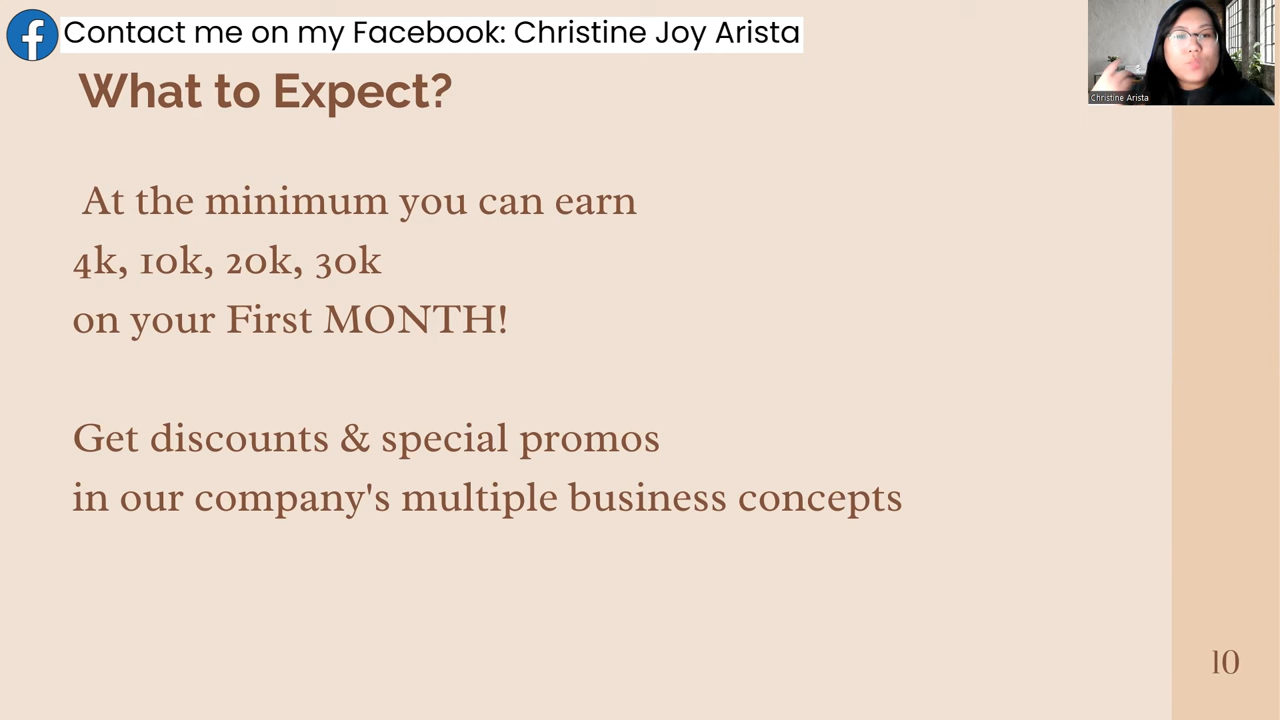 Contact me on my Facebook: Christine Joy Arista
What to Expect?
Christine Arista
At the minimum you can earn
4k, 10k, 20k, 30k
on your First MONTH!
Get discounts & special promos
in our company's multiple business concepts
10